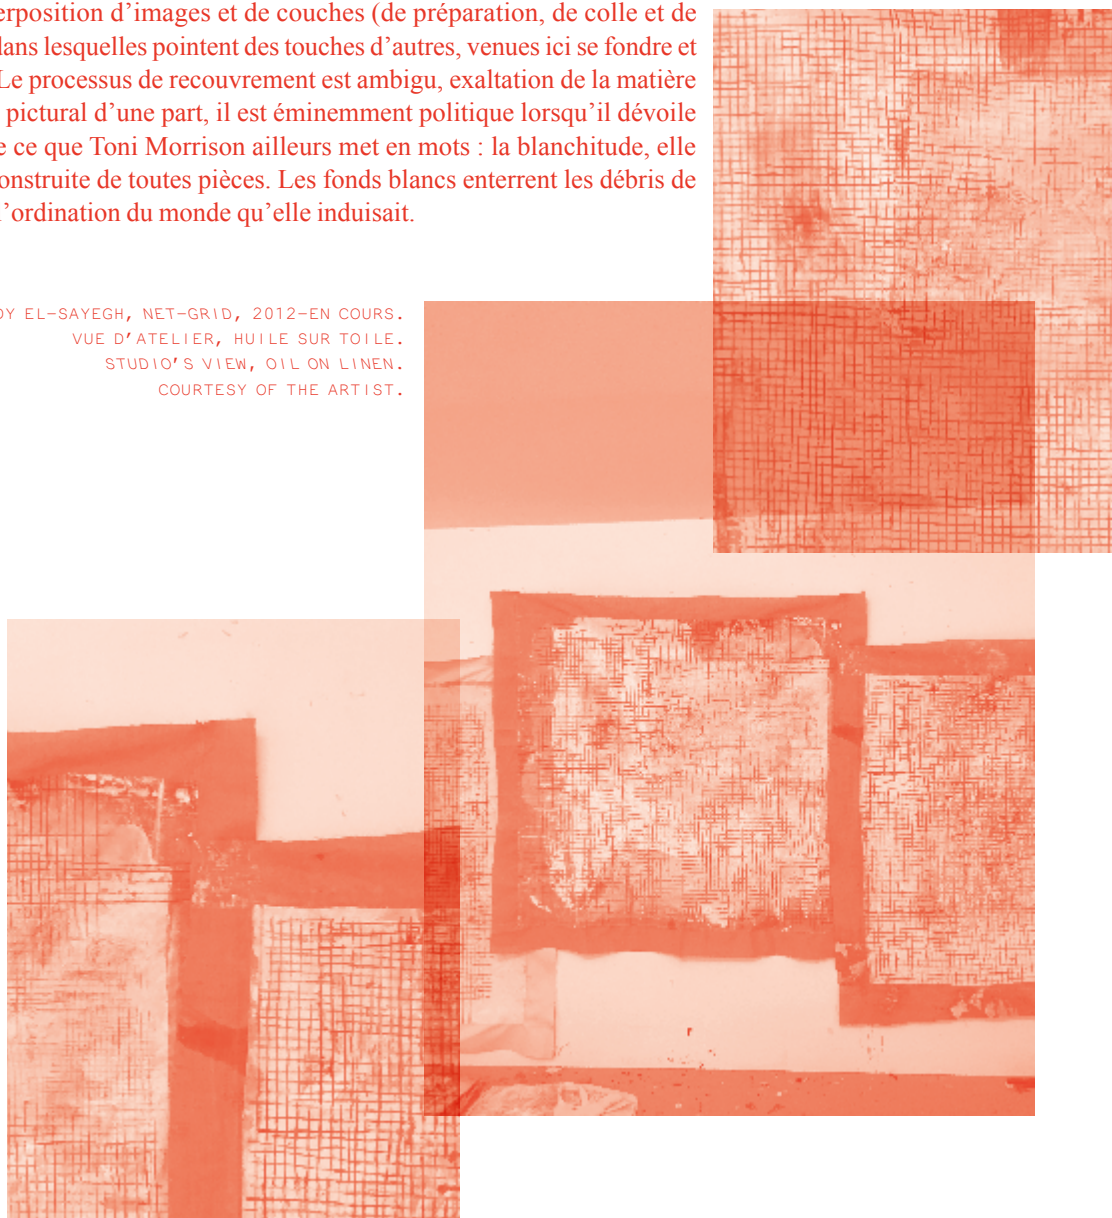 erposition d’images et de couches (de préparation, de colle et de
dans lesquelles pointent des touches d’autres, venues ici se fondre et
Le processus de recouvrement est ambigu, exaltation de la matière
pictural d’une part, il est éminemment politique lorsqu’il dévoile
ce que Toni Morrison ailleurs met en mots : la blanchitude, elle
onstruite de toutes pièces. Les fonds blancs enterrent les débris de
l’ordination du monde qu’elle induisait.
DY EL-SAYEGH, NET-GRID, 2012-EN COURS.
VUE D’ATELIER, HUILE SUR TOILE.
STUDIO’S VIEW, OIL ON LINEN.
COURTESY OF THE ARTIST.